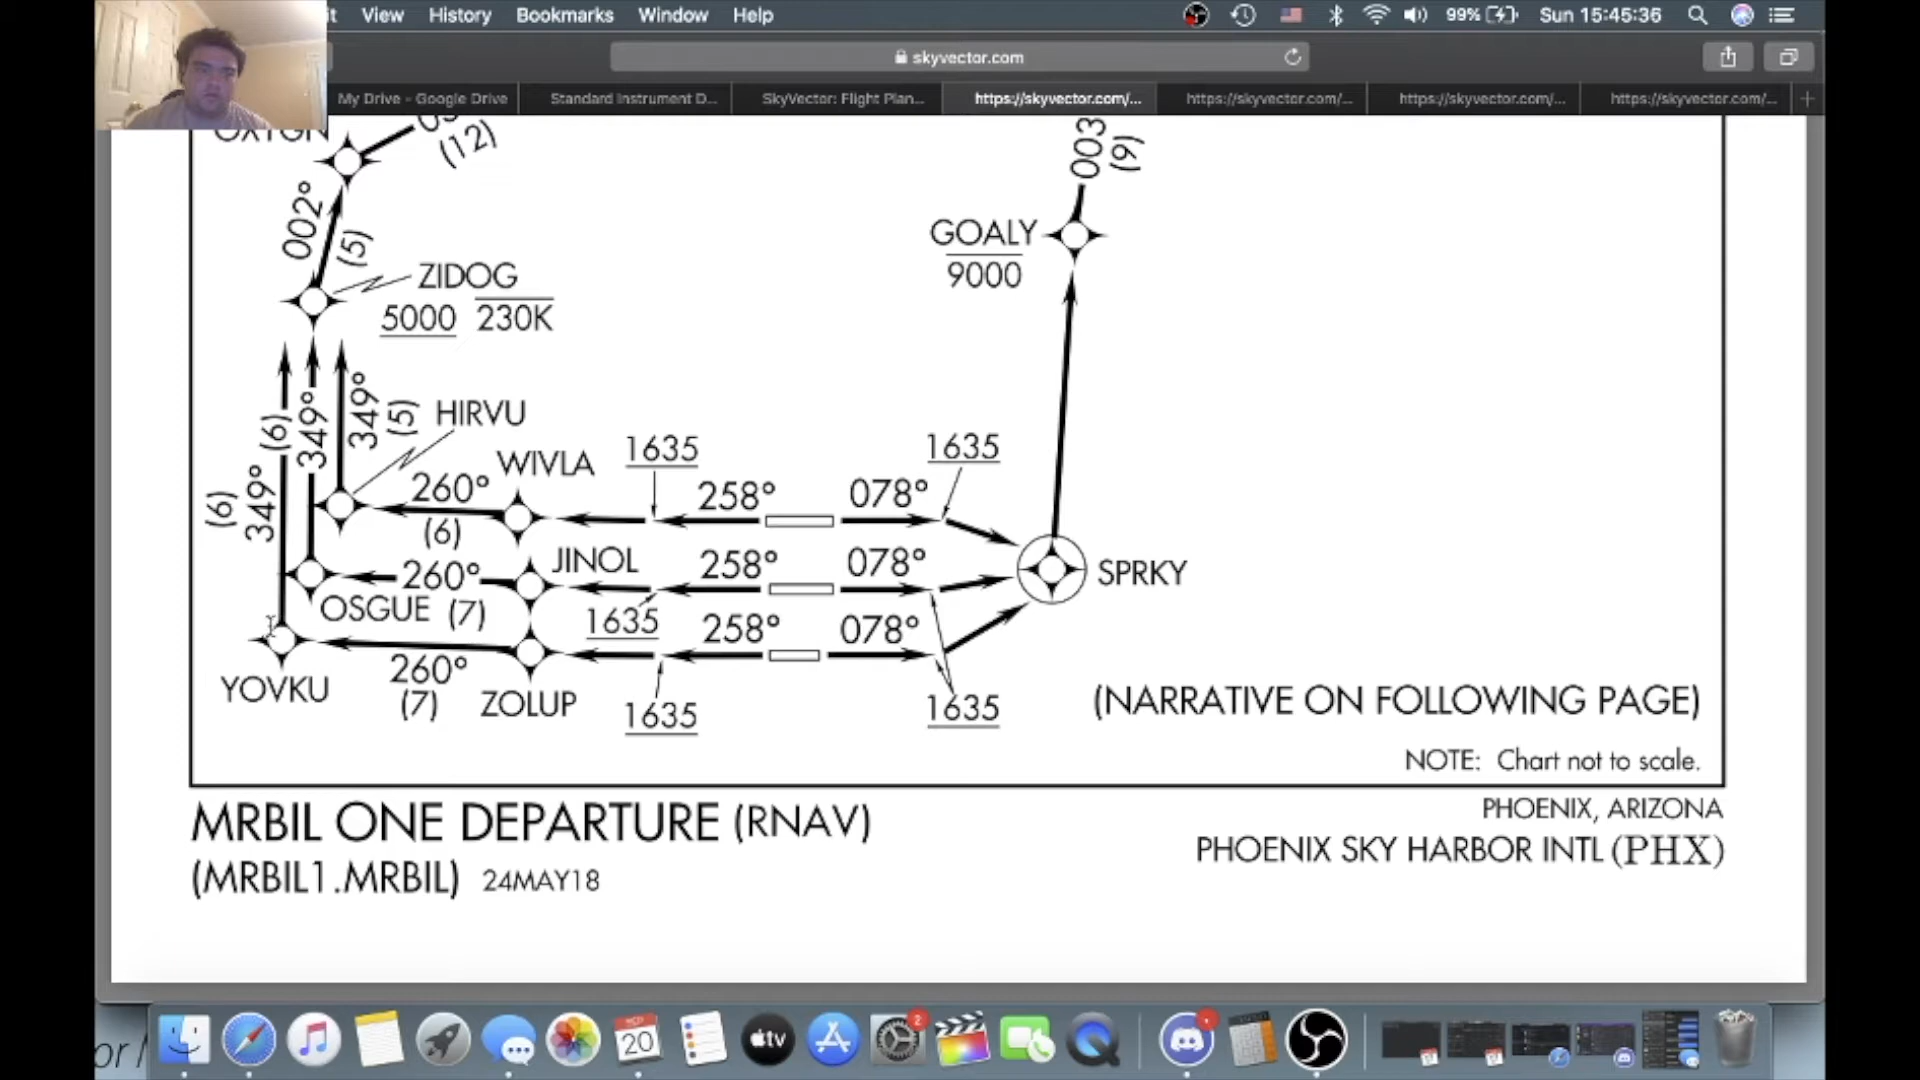 View History Bookmarks Window Help 99% Sun 15:45:36
skyvector.com
My Drive - Google Drive Standard Instrument D... SkyVector: Flight Plan... https://skyvector.com/... https://skyvector.com/... https://skyvector.com/... https://skyvector.com/...
(12)
003
(9)
002°
(5)
GOALY
9000
ZIDOG
5000 230K
349°
(6)
349°
(6)
349°
(5)
HIRVU
WIVLA
1635
1635
260°
(6)
258°
078°
JINOL
260°
258°
078°
SPRKY
OSGUE (7)
1635
258°
078°
YOVKU
260°
(7)
ZOLUP
1635
1635
(NARRATIVE ON FOLLOWING PAGE)
NOTE: Chart not to scale.
MRBIL ONE DEPARTURE (RNAV)
(MRBIL1.MRBIL) 24MAY18
PHOENIX, ARIZONA
PHOENIX SKY HARBOR INTL (PHX)
20
tv
2